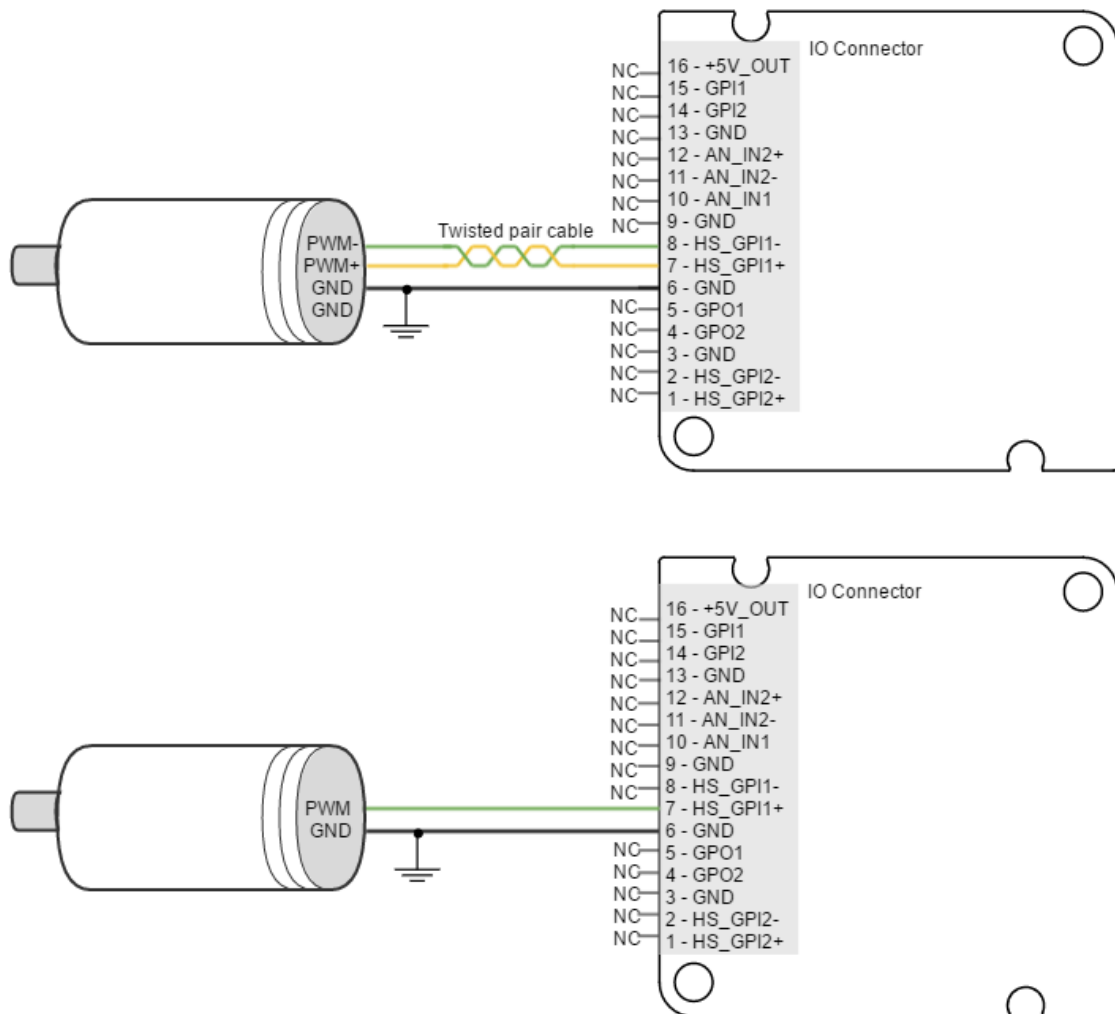 IO Connector
NC 16 - +5V_OUT
NC 15 - GPI1
NC 14 - GPI2
NC 13 - GND
NC 12 - AN_IN2+
NC 11 - AN_IN2-
NC 10 - AN_IN1
NC 9 - GND
Twisted pair cable
PWM- 8 - HS_GPI1-
PWM+ 7 - HS_GPI1+
GND 6 - GND
GND
NC 5 - GPO1
NC 4 - GPO2
NC 3 - GND
NC 2 - HS_GPI2-
NC 1 - HS_GPI2+
IO Connector
NC 16 - +5V_OUT
NC 15 - GPI1
NC 14 - GPI2
NC 13 - GND
NC 12 - AN_IN2+
NC 11 - AN_IN2-
NC 10 - AN_IN1
NC 9 - GND
NC 8 - HS_GPI1-
PWM 7 - HS_GPI1+
GND 6 - GND
NC 5 - GPO1
NC 4 - GPO2
NC 3 - GND
NC 2 - HS_GPI2-
NC 1 - HS_GPI2+